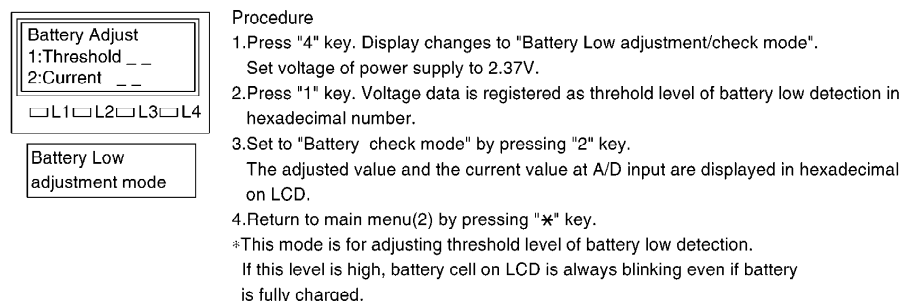 Battery Adjust
1:Threshold _ _
2:Current _ _
L1 L2 L3 L4
Battery Low
adjustment mode
Procedure
1.Press "4" key. Display changes to "Battery Low adjustment/check mode".
Set voltage of power supply to 2.37V.
2.Press "1" key. Voltage data is registered as threhold level of battery low detection in
hexadecimal number.
3.Set to "Battery check mode" by pressing "2" key.
The adjusted value and the current value at A/D input are displayed in hexadecimal
on LCD.
4.Return to main menu(2) by pressing "*" key.
*This mode is for adjusting threshold level of battery low detection.
If this level is high, battery cell on LCD is always blinking even if battery
is fully charged.